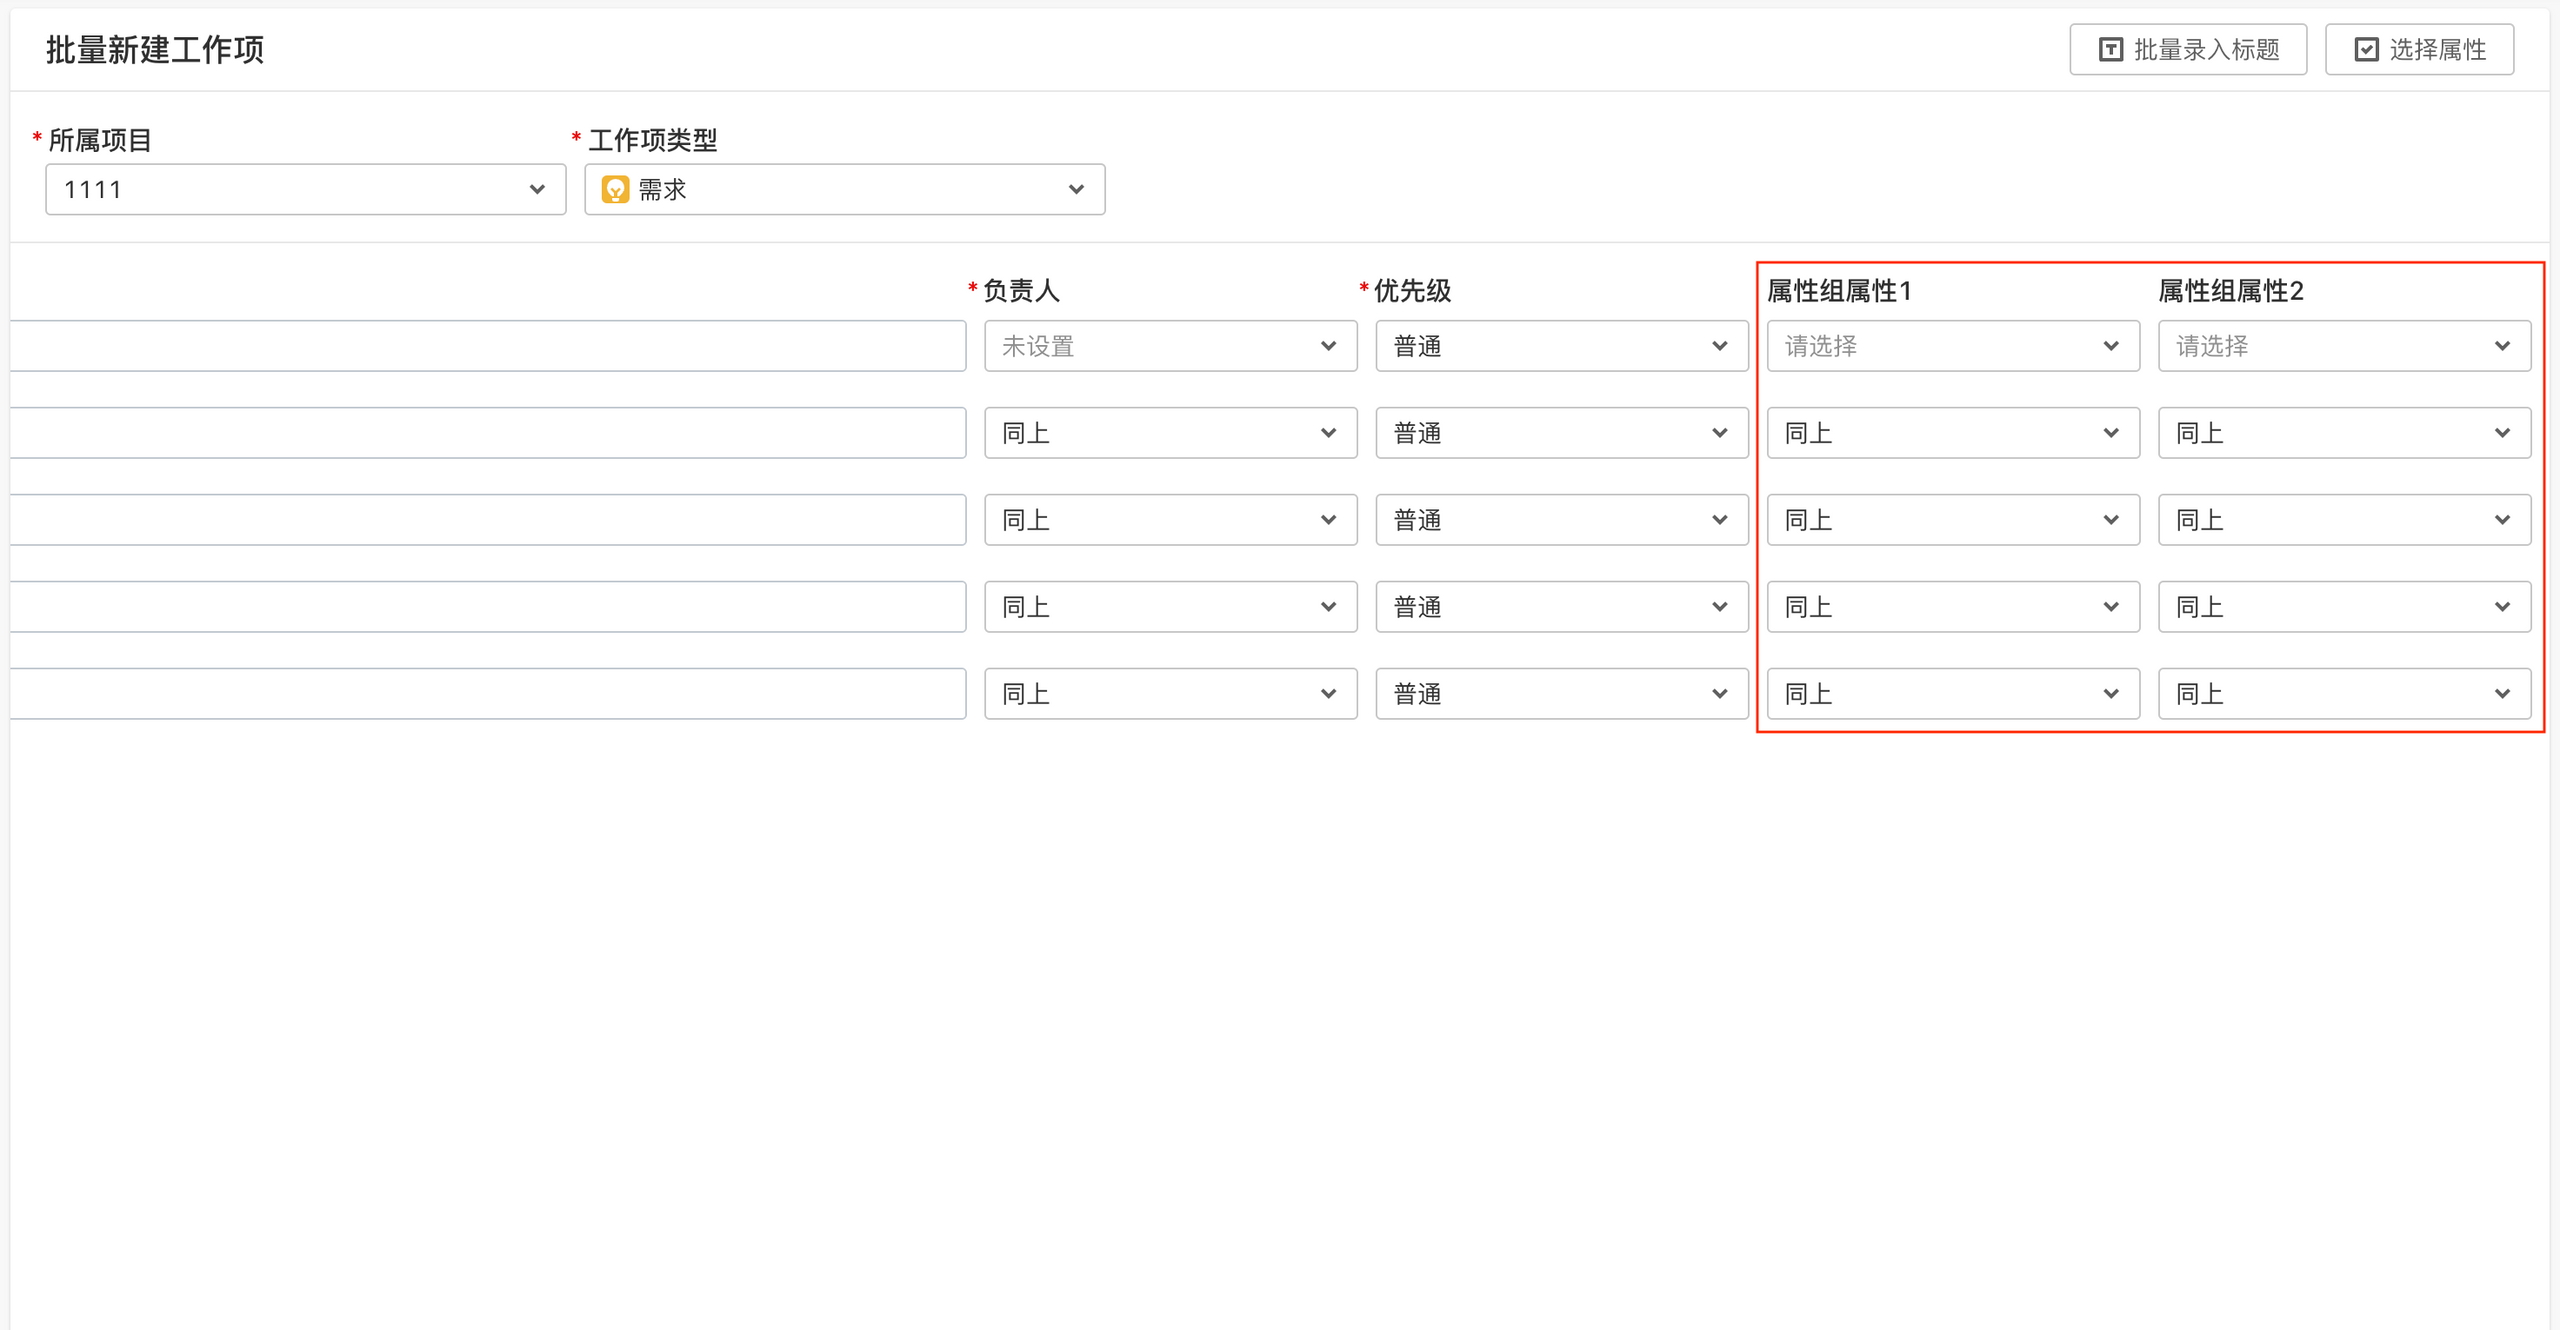 批量新建工作项
批量录入标题 选择属性
* 所属项目 * 工作项类型
1111 需求
* 负责人 * 优先级 属性组属性1 属性组属性2
未设置 普通 请选择 请选择
同上 普通 同上 同上
同上 普通 同上 同上
同上 普通 同上 同上
同上 普通 同上 同上